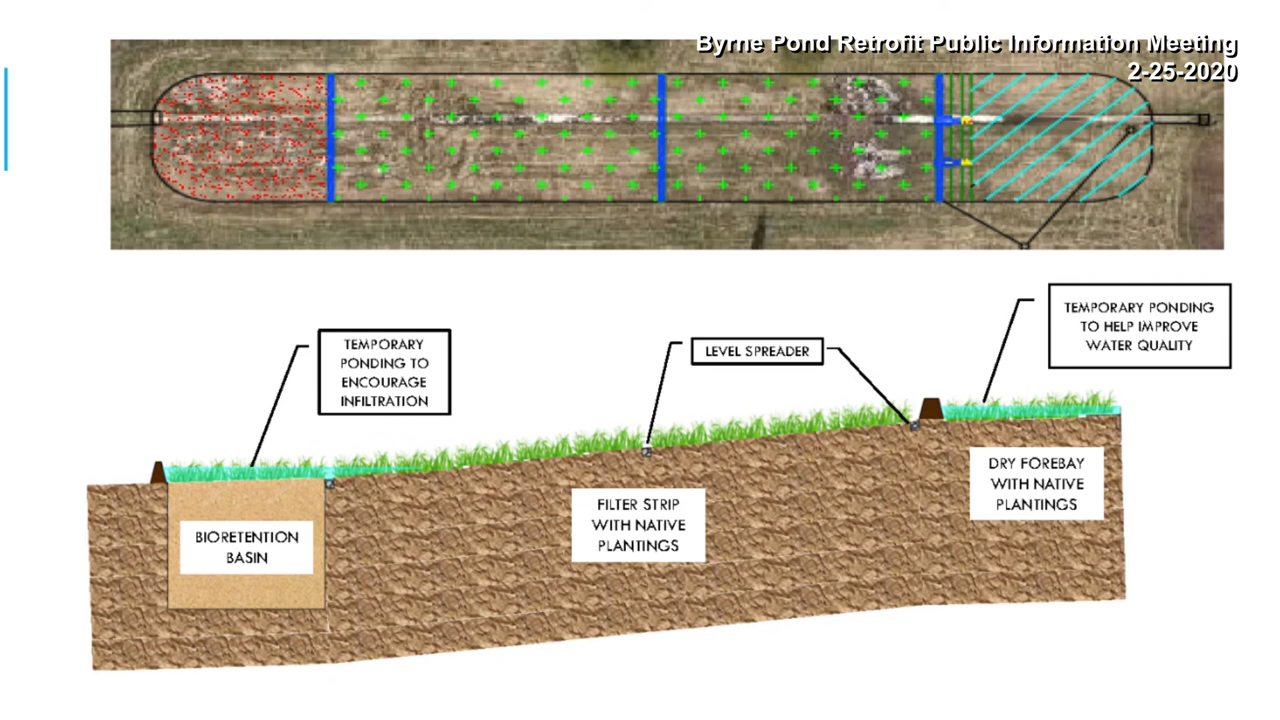 Byrne Pond Retrofit Public Information Meeting
2-25-2020
TEMPORARY PONDING
TO HELP IMPROVE
WATER QUALITY
TEMPORARY
PONDING TO
ENCOURAGE
INFILTRATION
LEVEL SPREADER
DRY FOREBAY
WITH NATIVE
PLANTINGS
FILTER STRIP
WITH NATIVE
PLANTINGS
BIORETENTION
BASIN